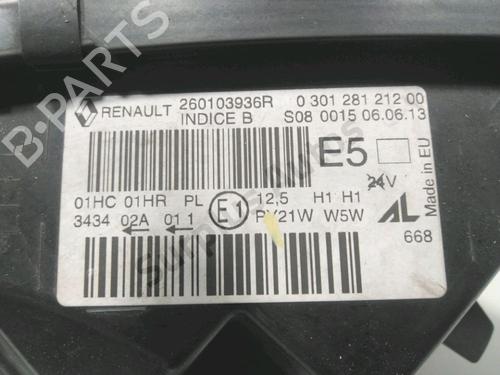 RENAULT 260103936R 0 301 281 212 00
INDICE B S08 0015 06.06.13
E5
24V
Made in EU
01HC 01HR PL E1 12,5 H1 H1
3434 02A 01 1 PY21W W5W
AL
668
B-PARTS